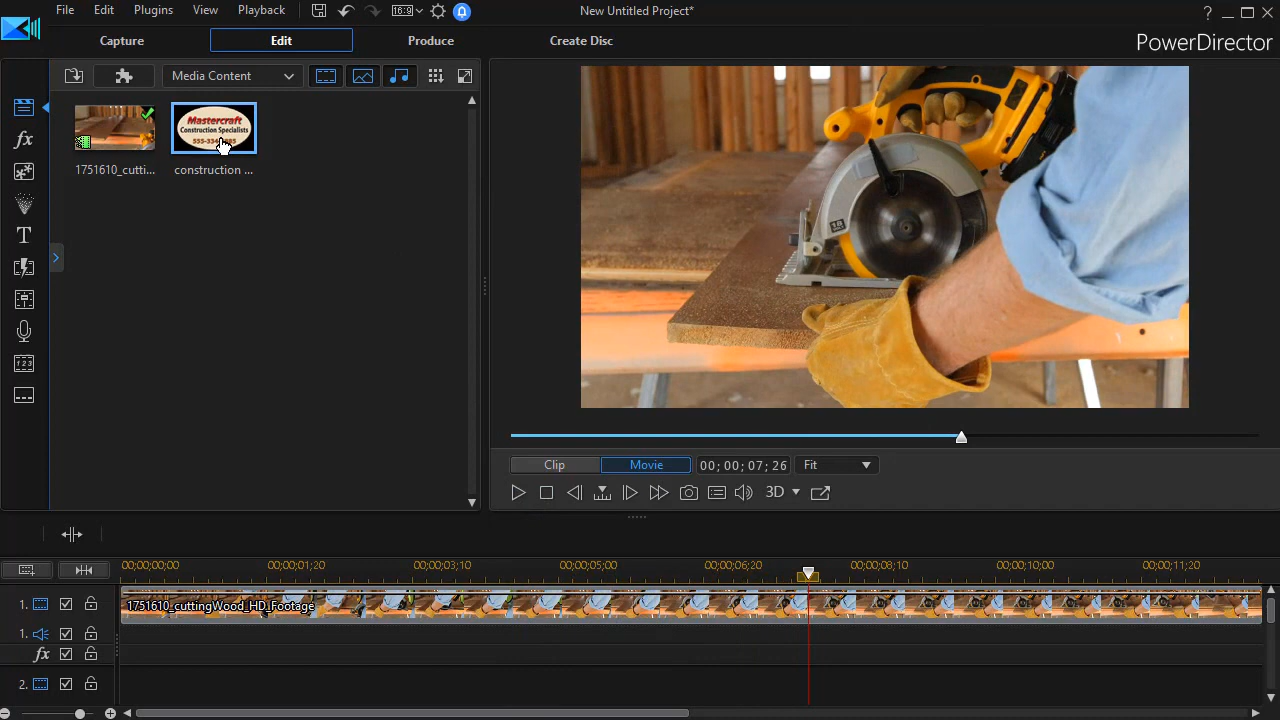 File Edit Plugins View Playback
16:9
New Untitled Project*
Capture Edit Produce Create Disc
PowerDirector
Media Content
Mastercraft
Construction Specialists
1751610_cutti...
construction ...
fx
T
Clip Movie 00; 00; 07; 26 Fit
3D
00;00;00;00 00;00;01;20 00;00;03;10 00;00;05;00 00;00;06;20 00;00;08;10 00;00;10;00 00;00;11;20
1. 1751610_cuttingWood_HD_Footage
1.
fx
2.